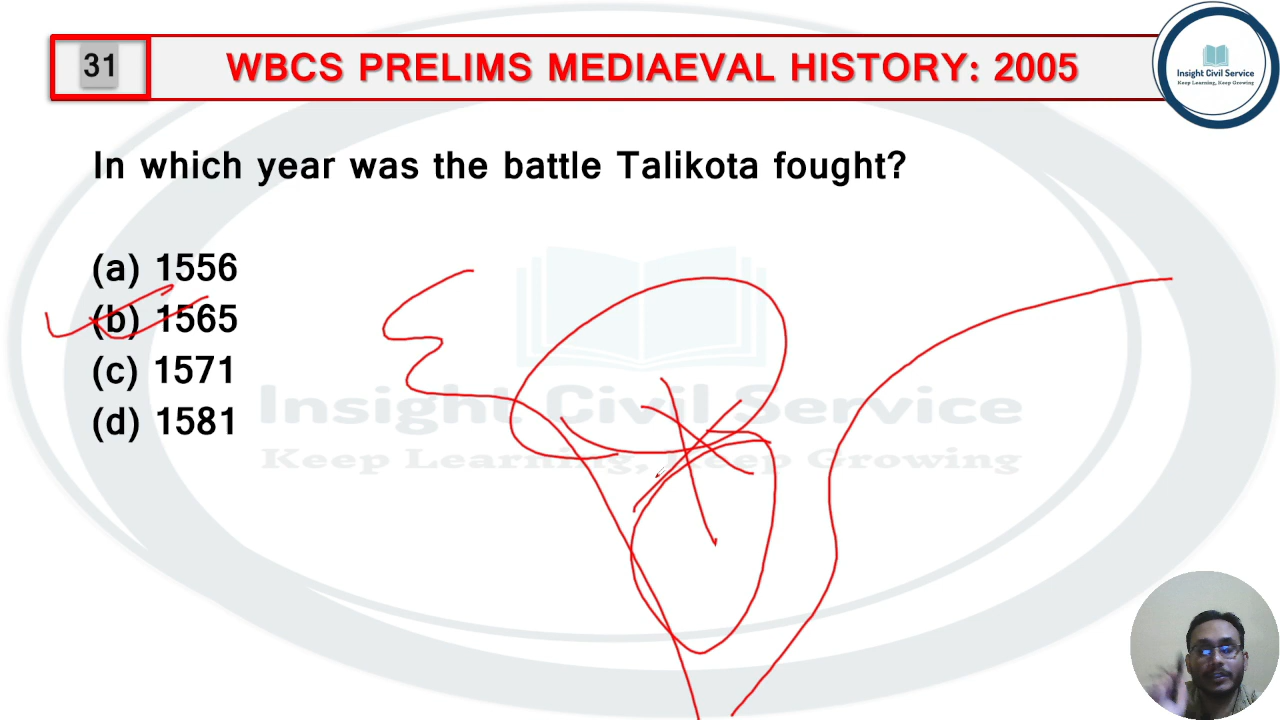 31
WBCS PRELIMS MEDIAEVAL HISTORY: 2005
Insight Civil Service
Keep Learning, Keep Growing
In which year was the battle Talikota fought?
(a) 1556
(b) 1565
(c) 1571
(d) 1581
Insight Civil Service
Keep Learning, Keep Growing